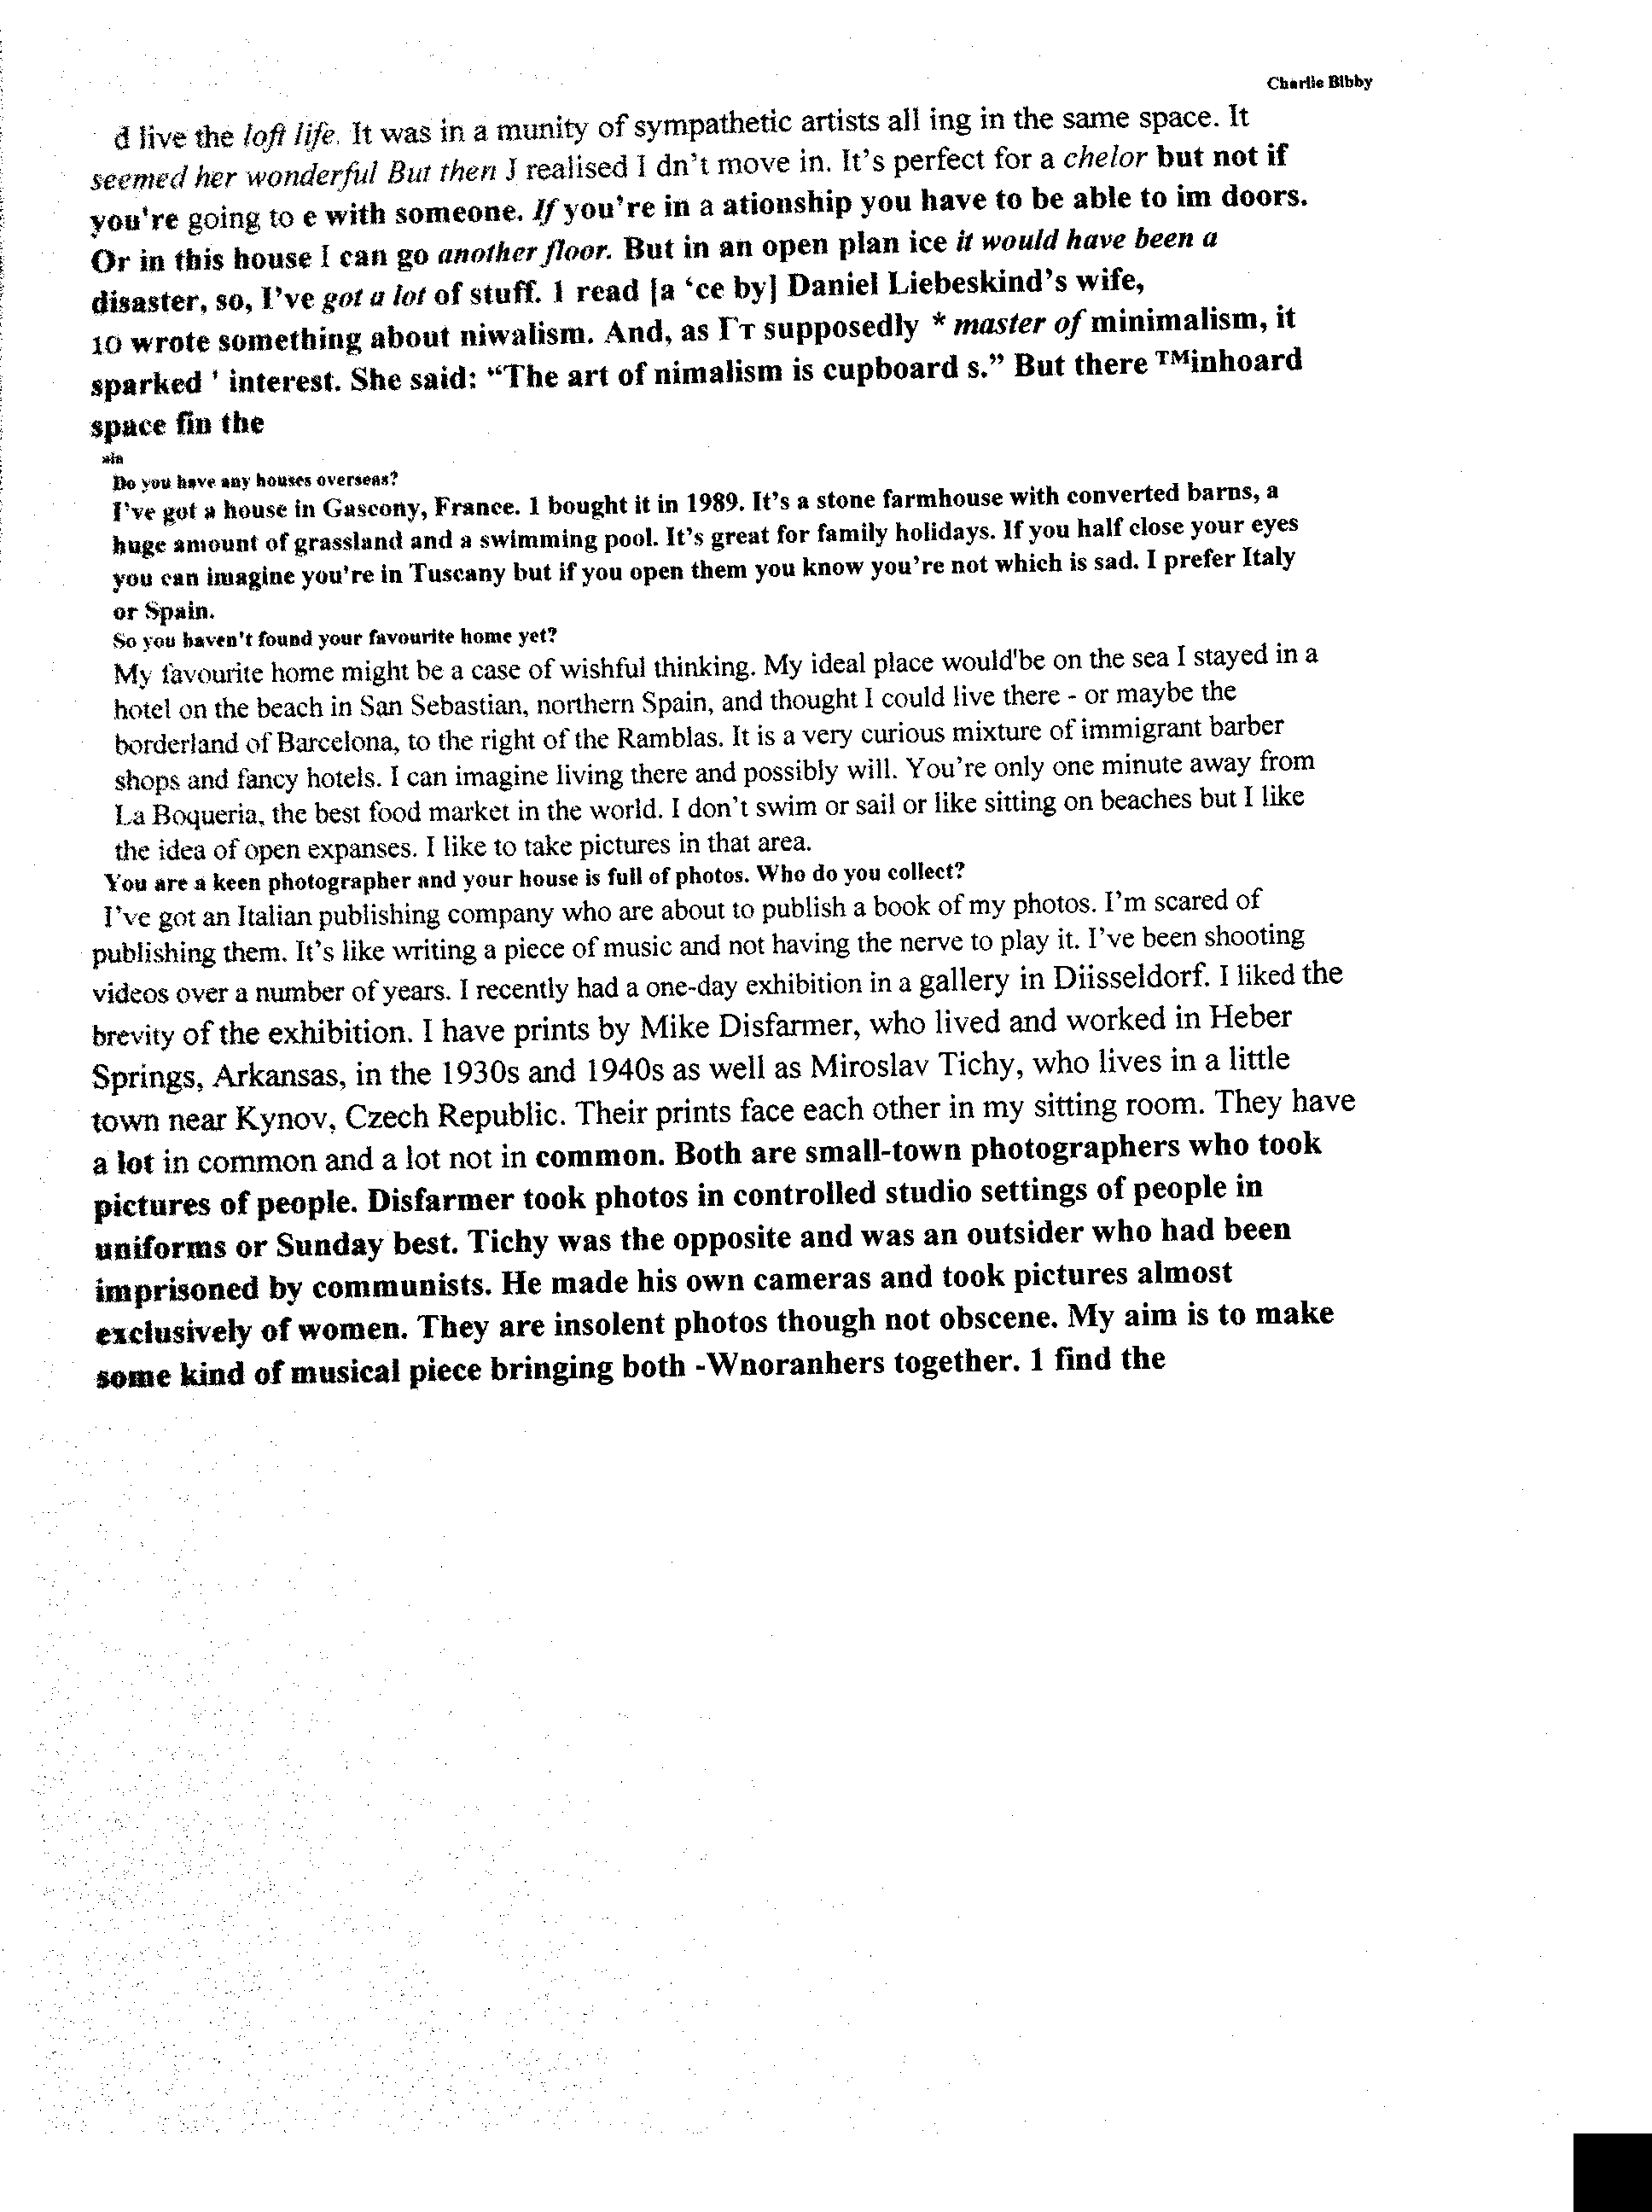 Charlie Bibby
d live the loft life. It was in a munity of sympathetic artists all ing in the same space. It
seemed her wonderful But then J realised I dn't move in. It's perfect for a chelor but not if
you're going to e with someone. If you're in a ationship you have to be able to im doors.
Or in this house I can go another floor. But in an open plan ice it would have been a
disaster, so, I've got a lot of stuff. 1 read [a ‘ce by] Daniel Liebeskind's wife,
10 wrote something about niwalism. And, as Гт supposedly * master of minimalism, it
sparked ' interest. She said: “The art of nimalism is cupboard s.” But there ™inhoard
space fin the
Do you have any houses overseas?
I've got a house in Gascony, France. 1 bought it in 1989. It's a stone farmhouse with converted barns, a
huge amount of grassland and a swimming pool. It's great for family holidays. If you half close your eyes
you can imagine you're in Tuscany but if you open them you know you're not which is sad. I prefer Italy
or Spain.
So you haven't found your favourite home yet?
My favourite home might be a case of wishful thinking. My ideal place would'be on the sea I stayed in a
hotel on the beach in San Sebastian, northern Spain, and thought I could live there - or maybe the
borderland of Barcelona, to the right of the Ramblas. It is a very curious mixture of immigrant barber
shops and fancy hotels. I can imagine living there and possibly will. You're only one minute away from
La Boqueria, the best food market in the world. I don't swim or sail or like sitting on beaches but I like
the idea of open expanses. I like to take pictures in that area.
You are a keen photographer and your house is full of photos. Who do you collect?
I've got an Italian publishing company who are about to publish a book of my photos. I'm scared of
publishing them. It's like writing a piece of music and not having the nerve to play it. I've been shooting
videos over a number of years. I recently had a one-day exhibition in a gallery in Diisseldorf. I liked the
brevity of the exhibition. I have prints by Mike Disfarmer, who lived and worked in Heber
Springs, Arkansas, in the 1930s and 1940s as well as Miroslav Tichy, who lives in a little
town near Kynov, Czech Republic. Their prints face each other in my sitting room. They have
a lot in common and a lot not in common. Both are small-town photographers who took
pictures of people. Disfarmer took photos in controlled studio settings of people in
uniforms or Sunday best. Tichy was the opposite and was an outsider who had been
imprisoned by communists. He made his own cameras and took pictures almost
exclusively of women. They are insolent photos though not obscene. My aim is to make
some kind of musical piece bringing both -Wnoranhers together. 1 find the